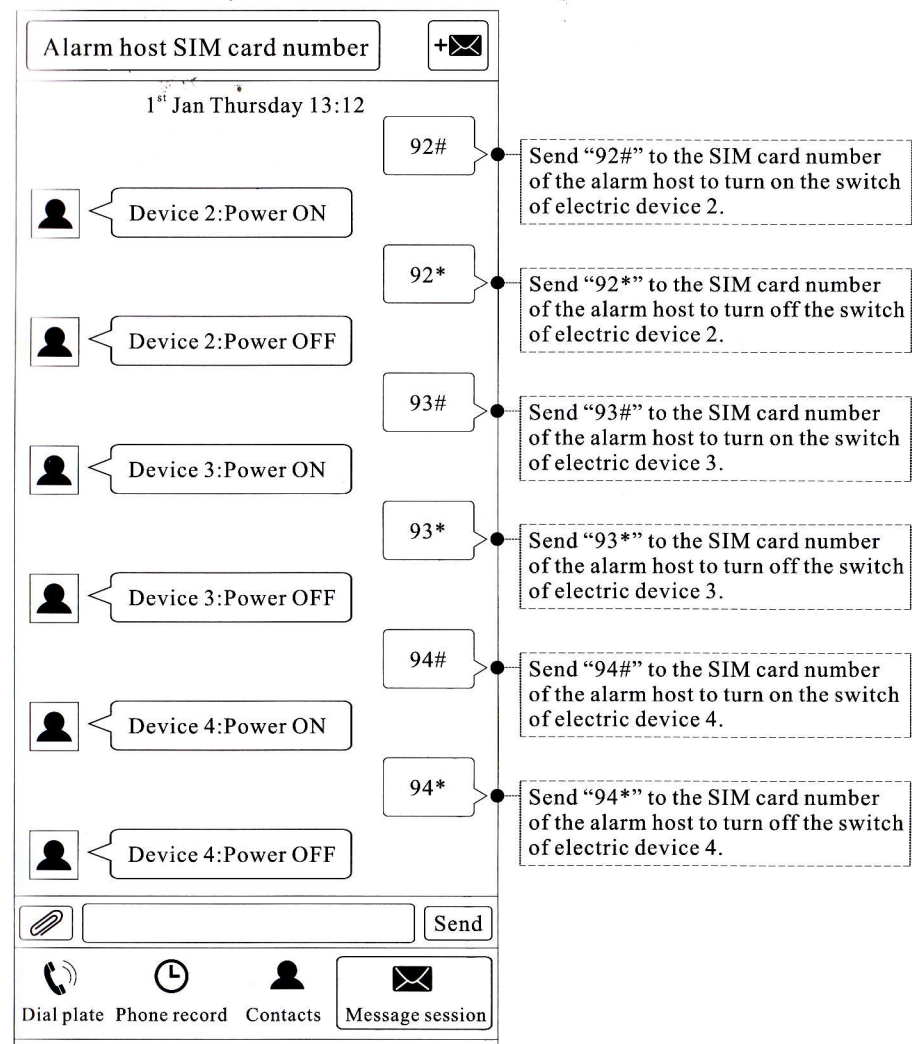 Alarm host SIM card number
+
1st Jan Thursday 13:12
92#
Send “92#” to the SIM card number
of the alarm host to turn on the switch
of electric device 2.
Device 2:Power ON
92*
Send “92*” to the SIM card number
of the alarm host to turn off the switch
of electric device 2.
Device 2:Power OFF
93#
Send “93#” to the SIM card number
of the alarm host to turn on the switch
of electric device 3.
Device 3:Power ON
93*
Send “93*” to the SIM card number
of the alarm host to turn off the switch
of electric device 3.
Device 3:Power OFF
94#
Send “94#” to the SIM card number
of the alarm host to turn on the switch
of electric device 4.
Device 4:Power ON
94*
Send “94*” to the SIM card number
of the alarm host to turn off the switch
of electric device 4.
Device 4:Power OFF
Send
Dial plate Phone record Contacts Message session